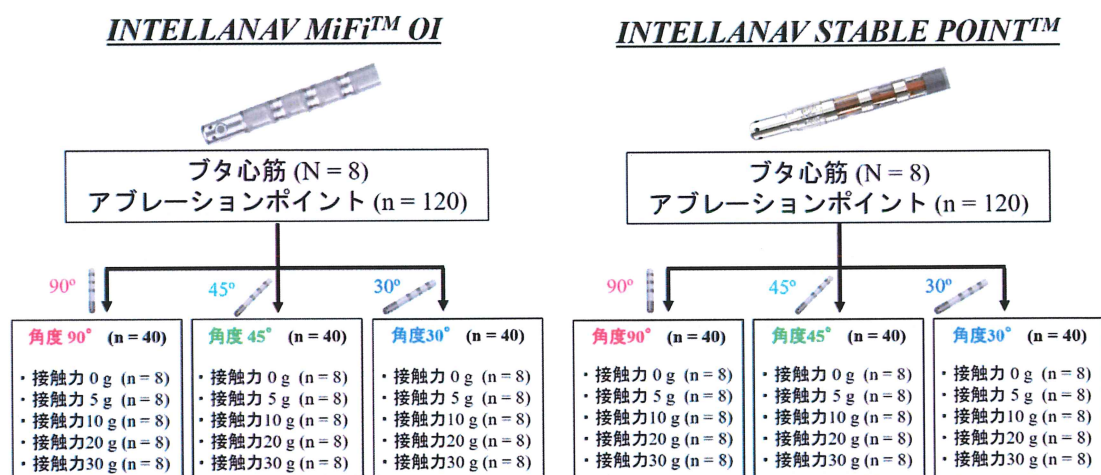 INTELLANAV MiFi™ OI
ブタ心筋 (N = 8)
アブレーションポイント (n = 120)
90º
45º
30º
角度 90° (n = 40)
・接触力 0 g (n = 8)
・接触力 5 g (n = 8)
・接触力10 g (n = 8)
・接触力20 g (n = 8)
・接触力30 g (n = 8)
角度 45° (n = 40)
・接触力 0 g (n = 8)
・接触力 5 g (n = 8)
・接触力10 g (n = 8)
・接触力20 g (n = 8)
・接触力30 g (n = 8)
角度30° (n = 40)
・接触力 0 g (n = 8)
・接触力 5 g (n = 8)
・接触力10 g (n = 8)
・接触力20 g (n = 8)
・接触力30 g (n = 8)
INTELLANAV STABLE POINT™
ブタ心筋 (N = 8)
アブレーションポイント (n = 120)
90º
45º
30º
角度90° (n = 40)
・接触力 0 g (n = 8)
・接触力 5 g (n = 8)
・接触力10 g (n = 8)
・接触力20 g (n = 8)
・接触力30 g (n = 8)
角度45° (n = 40)
・接触力 0 g (n = 8)
・接触力 5 g (n = 8)
・接触力10 g (n = 8)
・接触力20 g (n = 8)
・接触力30 g (n = 8)
角度30° (n = 40)
・接触力 0 g (n = 8)
・接触力 5 g (n = 8)
・接触力10 g (n = 8)
・接触力20 g (n = 8)
・接触力30 g (n = 8)